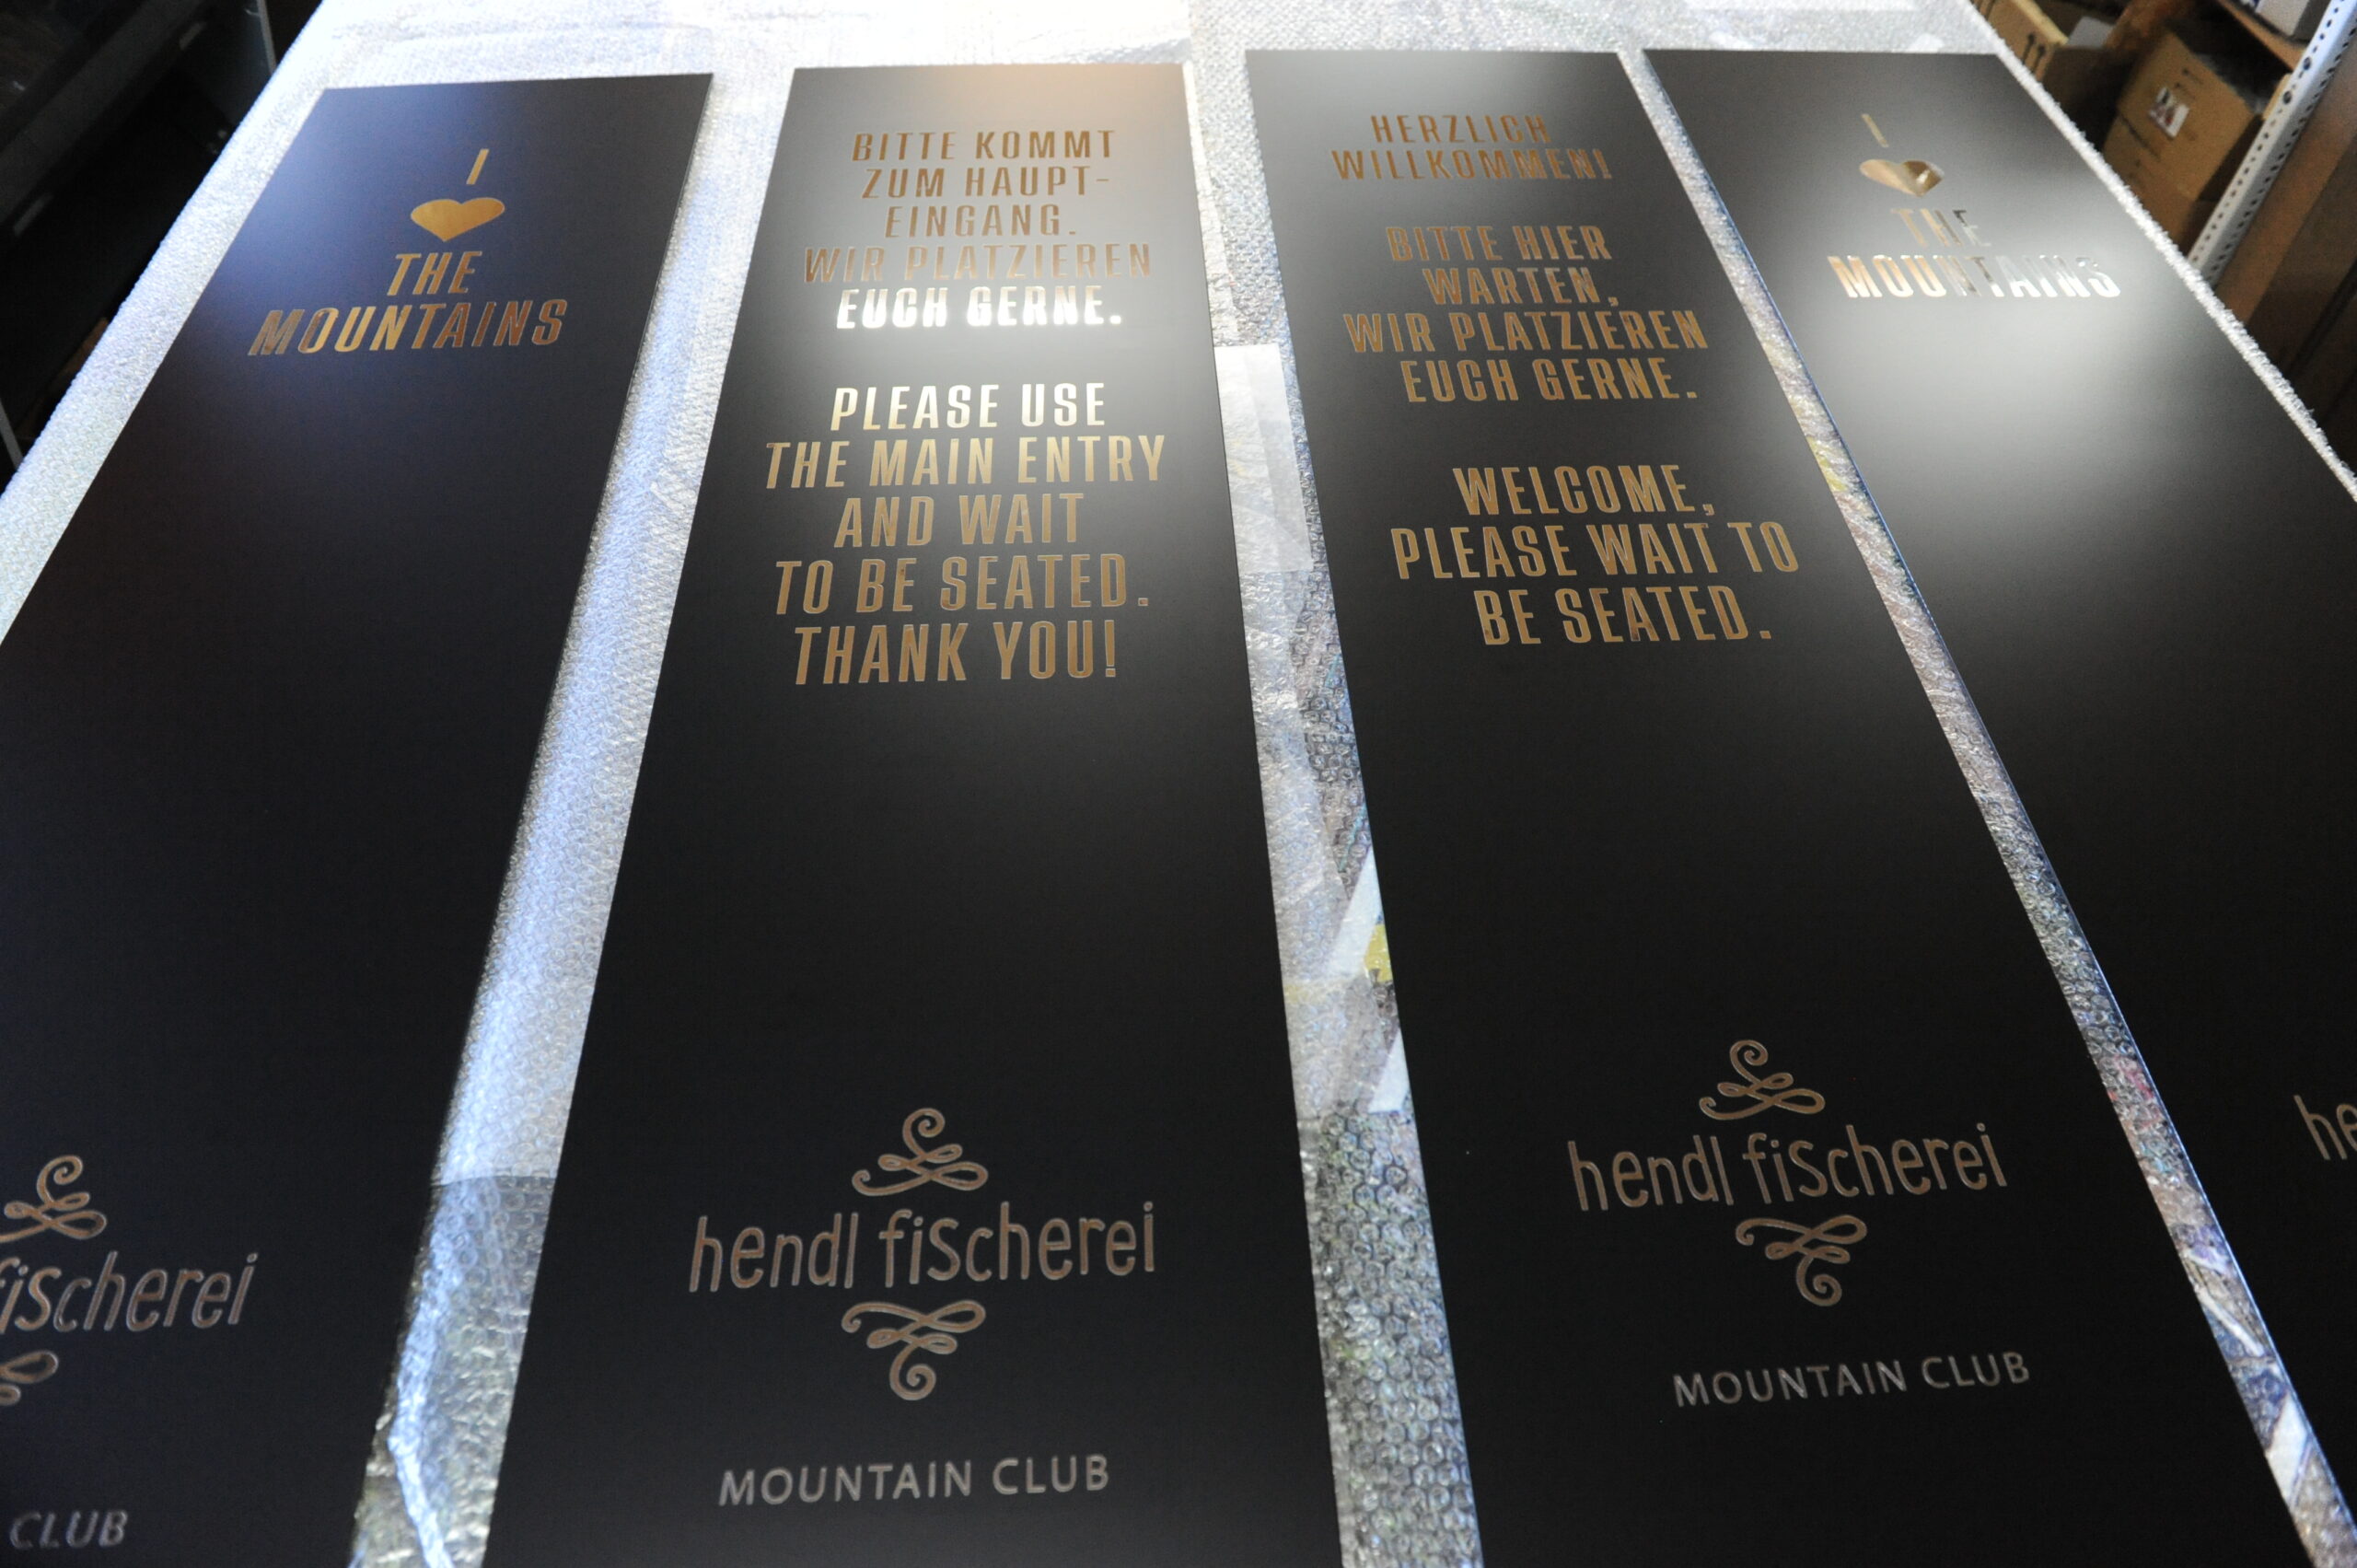 I
THE
MOUNTAINS
fischerei
CLUB
BITTE KOMMT
ZUM HAUPT-
EINGANG.
WIR PLATZIEREN
EUCH GERNE.
PLEASE USE
THE MAIN ENTRY
AND WAIT
TO BE SEATED.
THANK YOU!
hendl fischerei
MOUNTAIN CLUB
HERZLICH
WILLKOMMEN!
BITTE HIER
WARTEN,
WIR PLATZIEREN
EUCH GERNE.
WELCOME,
PLEASE WAIT TO
BE SEATED.
hendl fischerei
MOUNTAIN CLUB
I
THE
MOUNTAINS
he